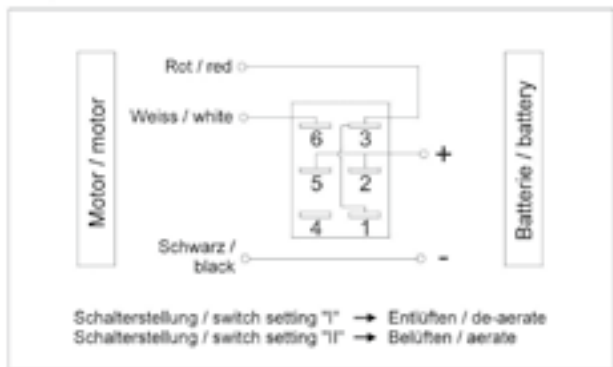 Rot / red
Weiss / white
Motor / motor
6 3
5 2
4 1
+
-
Batterie / battery
Schwarz /
black
Schalterstellung / switch setting "I" → Entlüften / de-aerate
Schalterstellung / switch setting "II" → Belüften / aerate